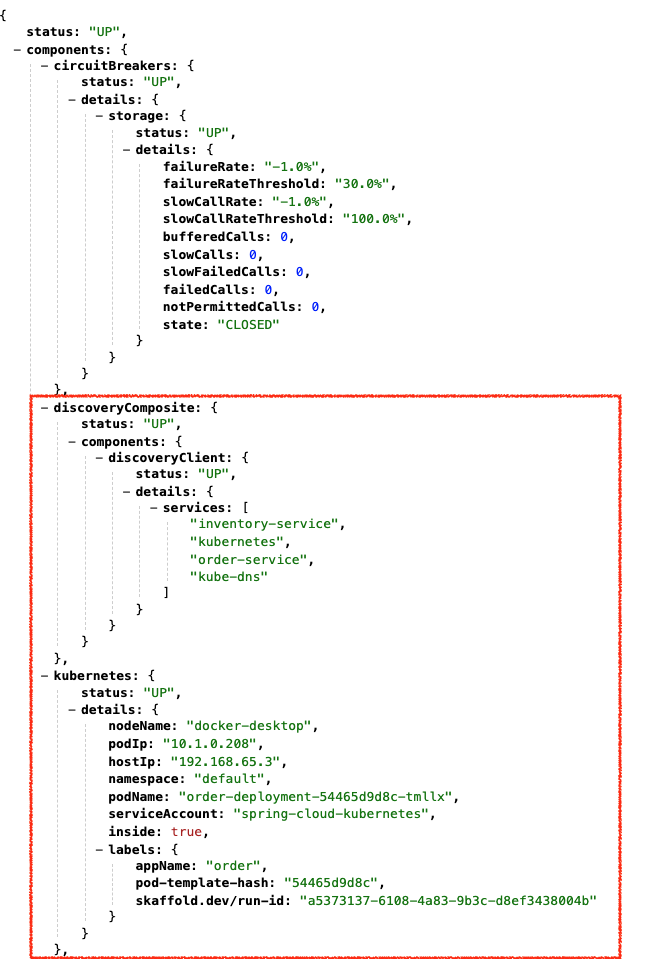 {
status: "UP",
− components: {
− circuitBreakers: {
status: "UP",
− details: {
− storage: {
status: "UP",
− details: {
failureRate: "-1.0%",
failureRateThreshold: "30.0%",
slowCallRate: "-1.0%",
slowCallRateThreshold: "100.0%",
bufferedCalls: 0,
slowCalls: 0,
slowFailedCalls: 0,
failedCalls: 0,
notPermittedCalls: 0,
state: "CLOSED"
}
}
}
},
− discoveryComposite: {
status: "UP",
− components: {
− discoveryClient: {
status: "UP",
− details: {
− services: [
"inventory-service",
"kubernetes",
"order-service",
"kube-dns"
]
}
}
}
},
− kubernetes: {
status: "UP",
− details: {
nodeName: "docker-desktop",
podIp: "10.1.0.208",
hostIp: "192.168.65.3",
namespace: "default",
podName: "order-deployment-54465d9d8c-tmllx",
serviceAccount: "spring-cloud-kubernetes",
inside: true,
− labels: {
appName: "order",
pod-template-hash: "54465d9d8c",
skaffold.dev/run-id: "a5373137-6108-4a83-9b3c-d8ef3438004b"
}
}
},